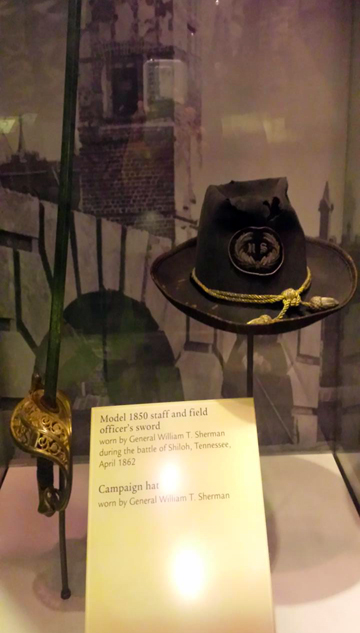 Model 1850 staff and field
officer's sword
worn by General William T. Sherman
during the battle of Shiloh, Tennessee,
April 1862
Campaign hat
worn by General William T. Sherman